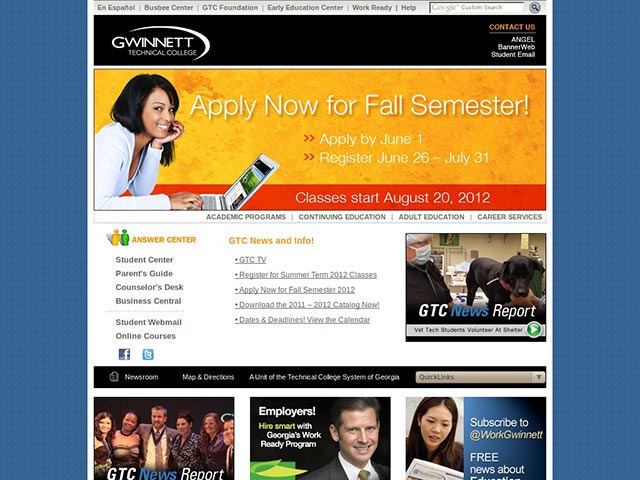 En Español | Busbee Center | GTC Foundation | Early Education Center | Work Ready | Help
Google™ Custom Search
CONTACT US
GWINNETT
TECHNICAL COLLEGE
ANGEL
BannerWeb
Student Email
Apply Now for Fall Semester!
>> Apply by June 1
>> Register June 26 – July 31
Classes start August 20, 2012
ACADEMIC PROGRAMS | CONTINUING EDUCATION | ADULT EDUCATION | CAREER SERVICES
ANSWER CENTER
Student Center
Parent's Guide
Counselor's Desk
Business Central
Student Webmail
Online Courses
GTC News and Info!
• GTC TV
• Register for Summer Term 2012 Classes
• Apply Now for Fall Semester 2012
• Download the 2011 – 2012 Catalog Now!
• Dates & Deadlines! View the Calendar
GTC News Report
Vet Tech Students Volunteer At Shelter
Newsroom
Map & Directions
A Unit of the Technical College System of Georgia
QuickLinks
GTC News Report
Employers!
Hire smart with
Georgia's Work
Ready Program
Subscribe to
@WorkGwinnett
FREE
news about
Education